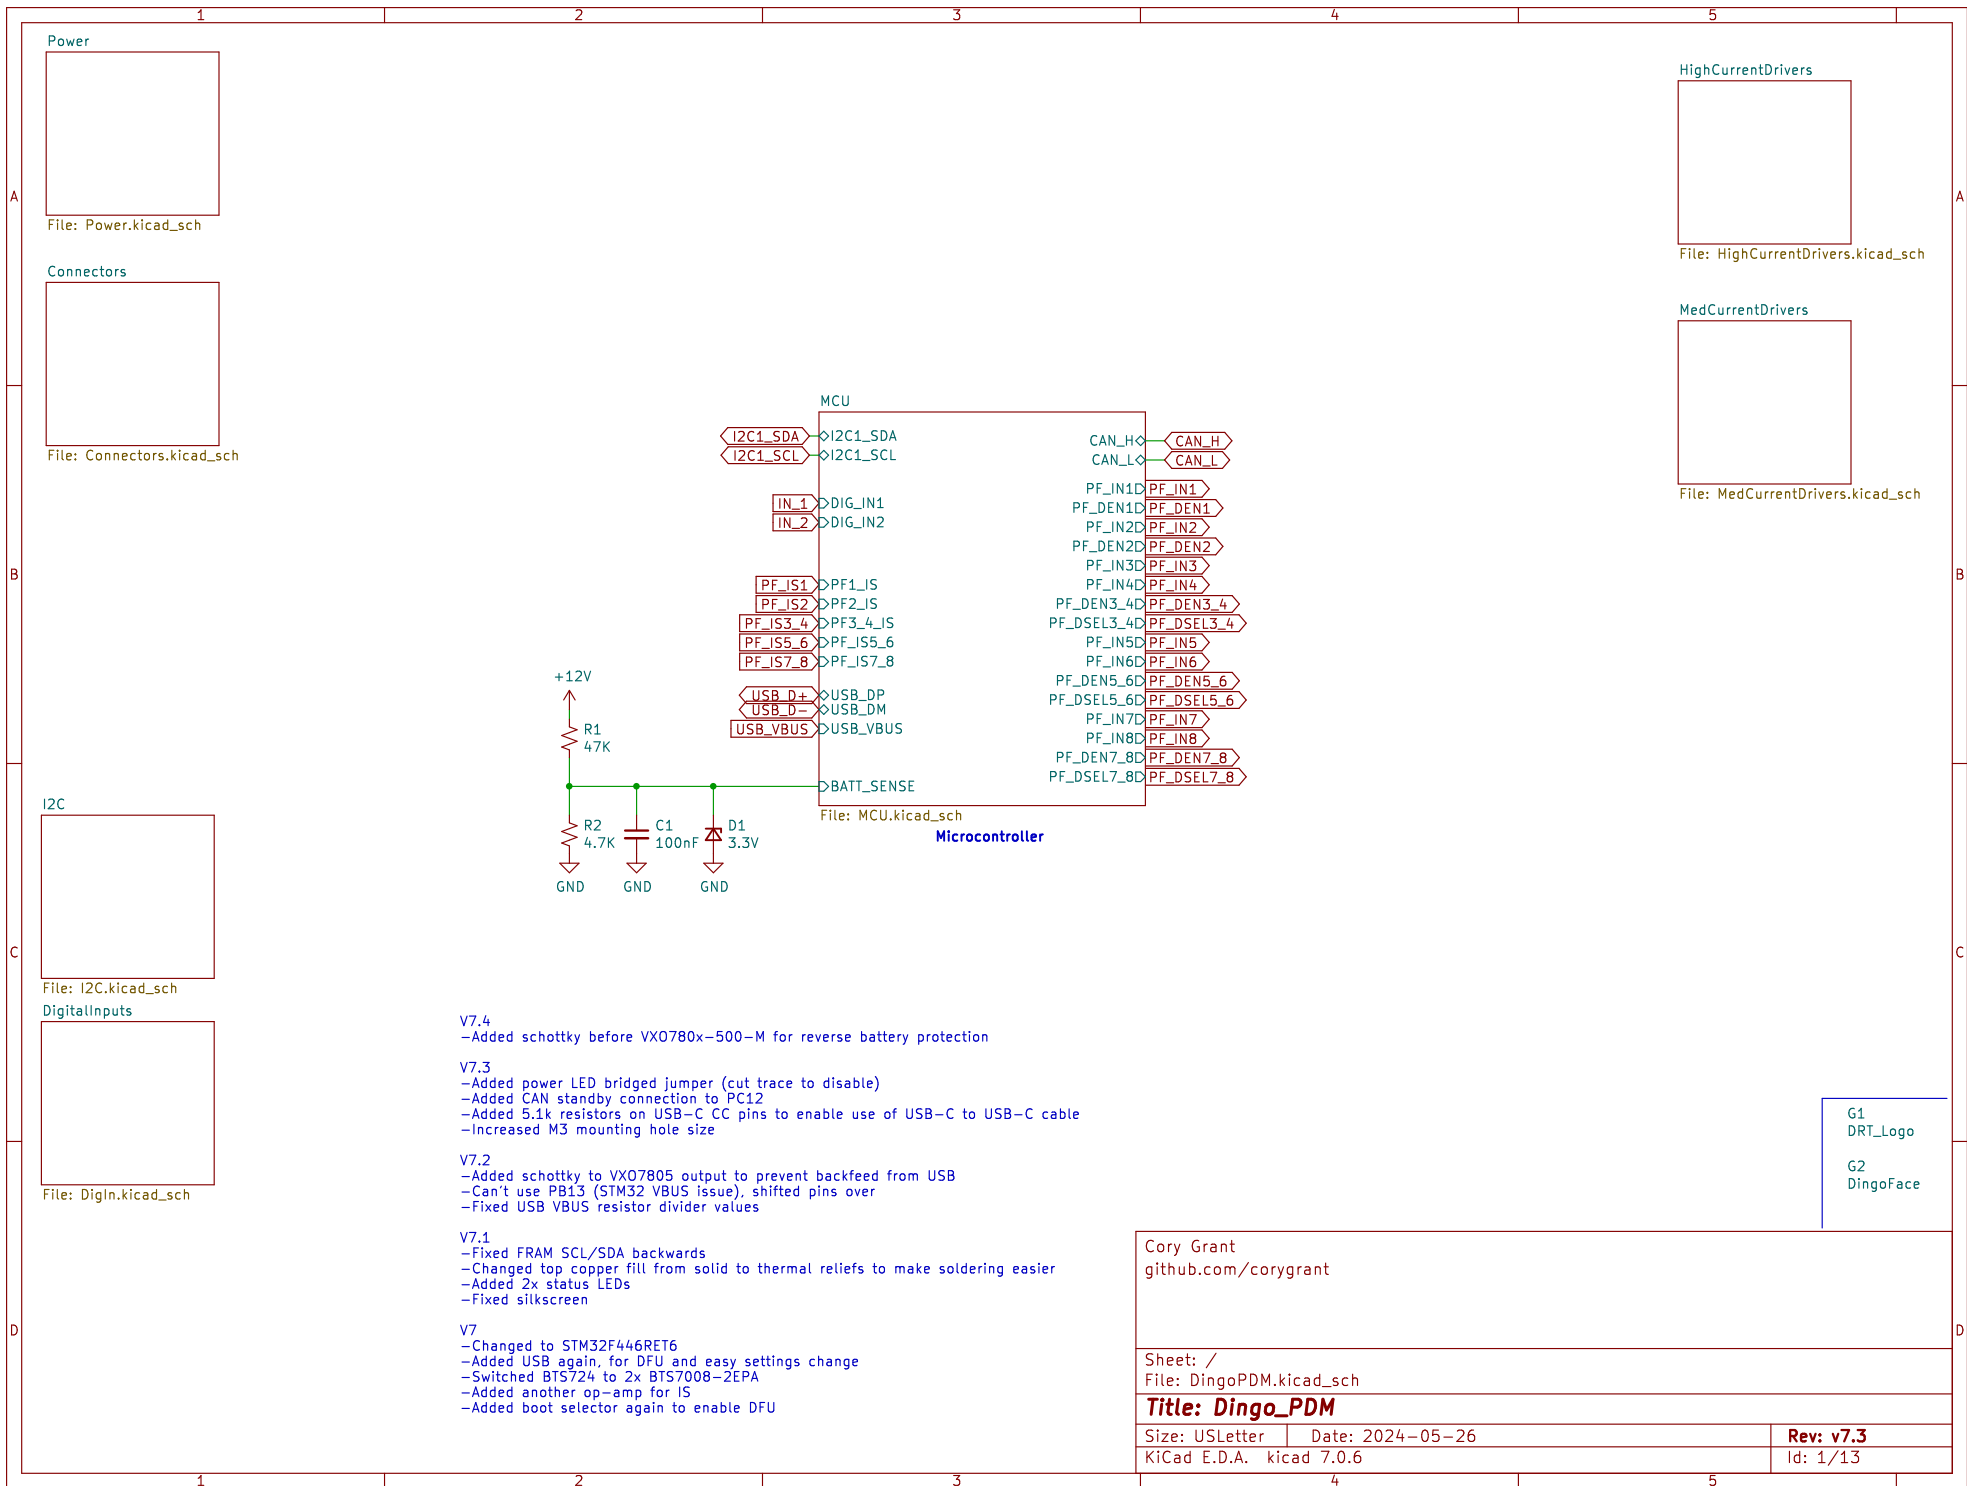 1 2 3 4 5
A
B
C
D
A
B
C
D
1 2 3 4 5
Power
File: Power.kicad_sch
Connectors
File: Connectors.kicad_sch
I2C
File: I2C.kicad_sch
DigitalInputs
File: DigIn.kicad_sch
HighCurrentDrivers
File: HighCurrentDrivers.kicad_sch
MedCurrentDrivers
File: MedCurrentDrivers.kicad_sch
MCU
I2C1_SDA I2C1_SDA
I2C1_SCL I2C1_SCL
IN_1 DIG_IN1
IN_2 DIG_IN2
PF_IS1 PF1_IS
PF_IS2 PF2_IS
PF_IS3_4 PF3_4_IS
PF_IS5_6 PF_IS5_6
PF_IS7_8 PF_IS7_8
USB_D+ USB_DP
USB_D- USB_DM
USB_VBUS USB_VBUS
BATT_SENSE
CAN_H CAN_H
CAN_L CAN_L
PF_IN1 PF_IN1
PF_DEN1 PF_DEN1
PF_IN2 PF_IN2
PF_DEN2 PF_DEN2
PF_IN3 PF_IN3
PF_IN4 PF_IN4
PF_DEN3_4 PF_DEN3_4
PF_DSEL3_4 PF_DSEL3_4
PF_IN5 PF_IN5
PF_IN6 PF_IN6
PF_DEN5_6 PF_DEN5_6
PF_DSEL5_6 PF_DSEL5_6
PF_IN7 PF_IN7
PF_IN8 PF_IN8
PF_DEN7_8 PF_DEN7_8
PF_DSEL7_8 PF_DSEL7_8
File: MCU.kicad_sch
Microcontroller
+12V
R1
47K
R2
4.7K
C1
100nF
D1
3.3V
GND GND GND
V7.4
-Added schottky before VXO780x-500-M for reverse battery protection
V7.3
-Added power LED bridged jumper (cut trace to disable)
-Added CAN standby connection to PC12
-Added 5.1k resistors on USB-C CC pins to enable use of USB-C to USB-C cable
-Increased M3 mounting hole size
V7.2
-Added schottky to VXO7805 output to prevent backfeed from USB
-Can't use PB13 (STM32 VBUS issue), shifted pins over
-Fixed USB VBUS resistor divider values
V7.1
-Fixed FRAM SCL/SDA backwards
-Changed top copper fill from solid to thermal reliefs to make soldering easier
-Added 2x status LEDs
-Fixed silkscreen
V7
-Changed to STM32F446RET6
-Added USB again, for DFU and easy settings change
-Switched BTS724 to 2x BTS7008-2EPA
-Added another op-amp for IS
-Added boot selector again to enable DFU
G1
DRT_Logo
G2
DingoFace
Cory Grant
github.com/corygrant
Sheet: /
File: DingoPDM.kicad_sch
Title: Dingo_PDM
Size: USLetter Date: 2024-05-26 Rev: v7.3
KiCad E.D.A. kicad 7.0.6 Id: 1/13